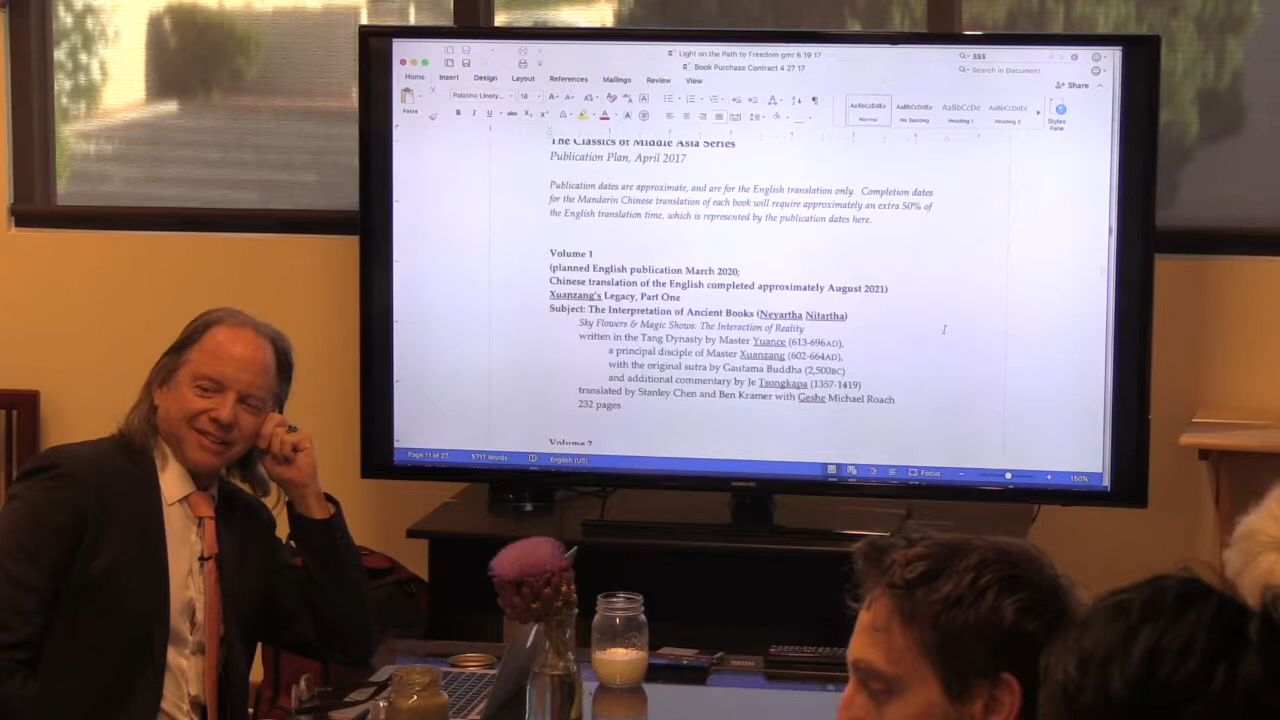 Light on the Path to Freedom gmr 6 19 17
Book Purchase Contract 4 27 17
$$$
Search in Document
Home Insert Design Layout References Mailings Review View
Share
Paste
Palatino Linoty... 18
AaBbCcDdEe AaBbCcDdEe AaBbCcDd AaBbCcDdEe
Normal No Spacing Heading 1 Heading 2
Styles
Pane
The Classics of Middle Asia Series
Publication Plan, April 2017
Publication dates are approximate, and are for the English translation only. Completion dates
for the Mandarin Chinese translation of each book will require approximately an extra 50% of
the English translation time, which is represented by the publication dates here.
Volume 1
(planned English publication March 2020;
Chinese translation of the English completed approximately August 2021)
Xuanzang's Legacy, Part One
Subject: The Interpretation of Ancient Books (Neyartha Nitartha)
Sky Flowers & Magic Shows: The Interaction of Reality
written in the Tang Dynasty by Master Yuance (613-696AD),
a principal disciple of Master Xuanzang (602-664AD),
with the original sutra by Gautama Buddha (2,500BC)
and additional commentary by Je Tsongkapa (1357-1419)
translated by Stanley Chen and Ben Kramer with Geshe Michael Roach
232 pages
Volume 2
Page 11 of 27 5717 Words English (US) Focus 150%
SAMSUNG